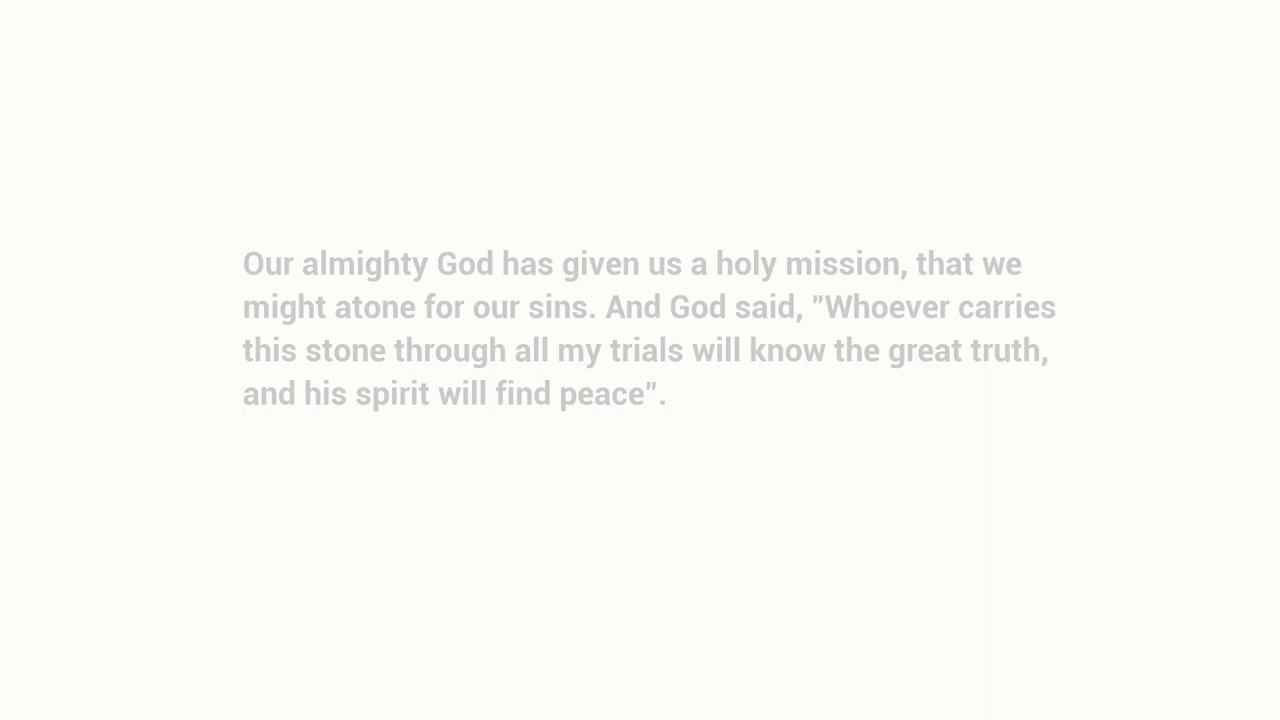 Our almighty God has given us a holy mission, that we
might atone for our sins. And God said, "Whoever carries
this stone through all my trials will know the great truth,
and his spirit will find peace".